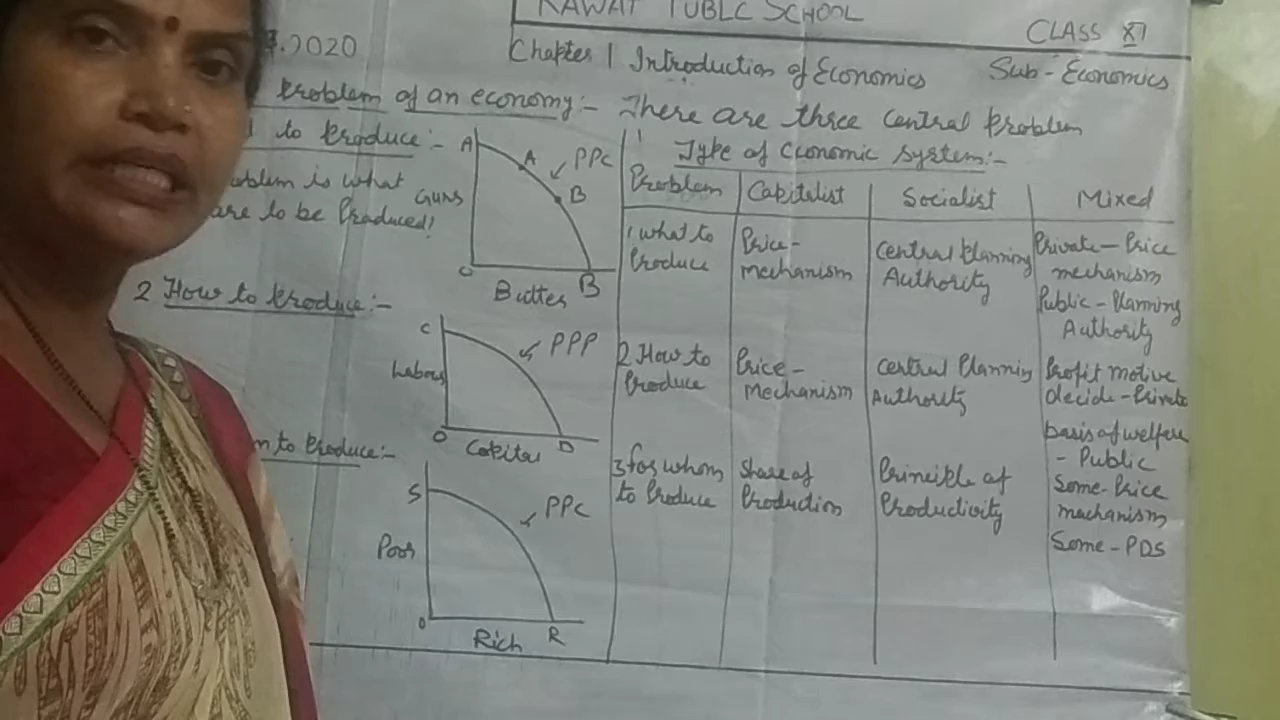 RAWAT PUBLC SCHOOL
.2020
CLASS XI
Chapter 1 Introduction of Economics
Sub - Economics
Problem of an economy:- There are three central Problem
to Produce:-
Problem is what
are to be Produced!
A
A
PPC
B
Guns
O
Butter
B
2 How to Produce:-
C
PPP
Labour
O
Capital
D
m to Produce:-
S
PPC
Poor
0
Rich
R
Type of Economic System:-
Problem
Capitalist
Socialist
Mixed
1 what to Produce
Price - mechanism
Central Planning Authority
Private - Price mechanism
Public - Planning Authority
2 How to Produce
Price - Mechanism
Central Planning Authority
Profit motive decide - Private
basis of welfare - Public
3 for whom to Produce
Share of Production
Principle of Productivity
Some - Price mechanism
Some - PDS